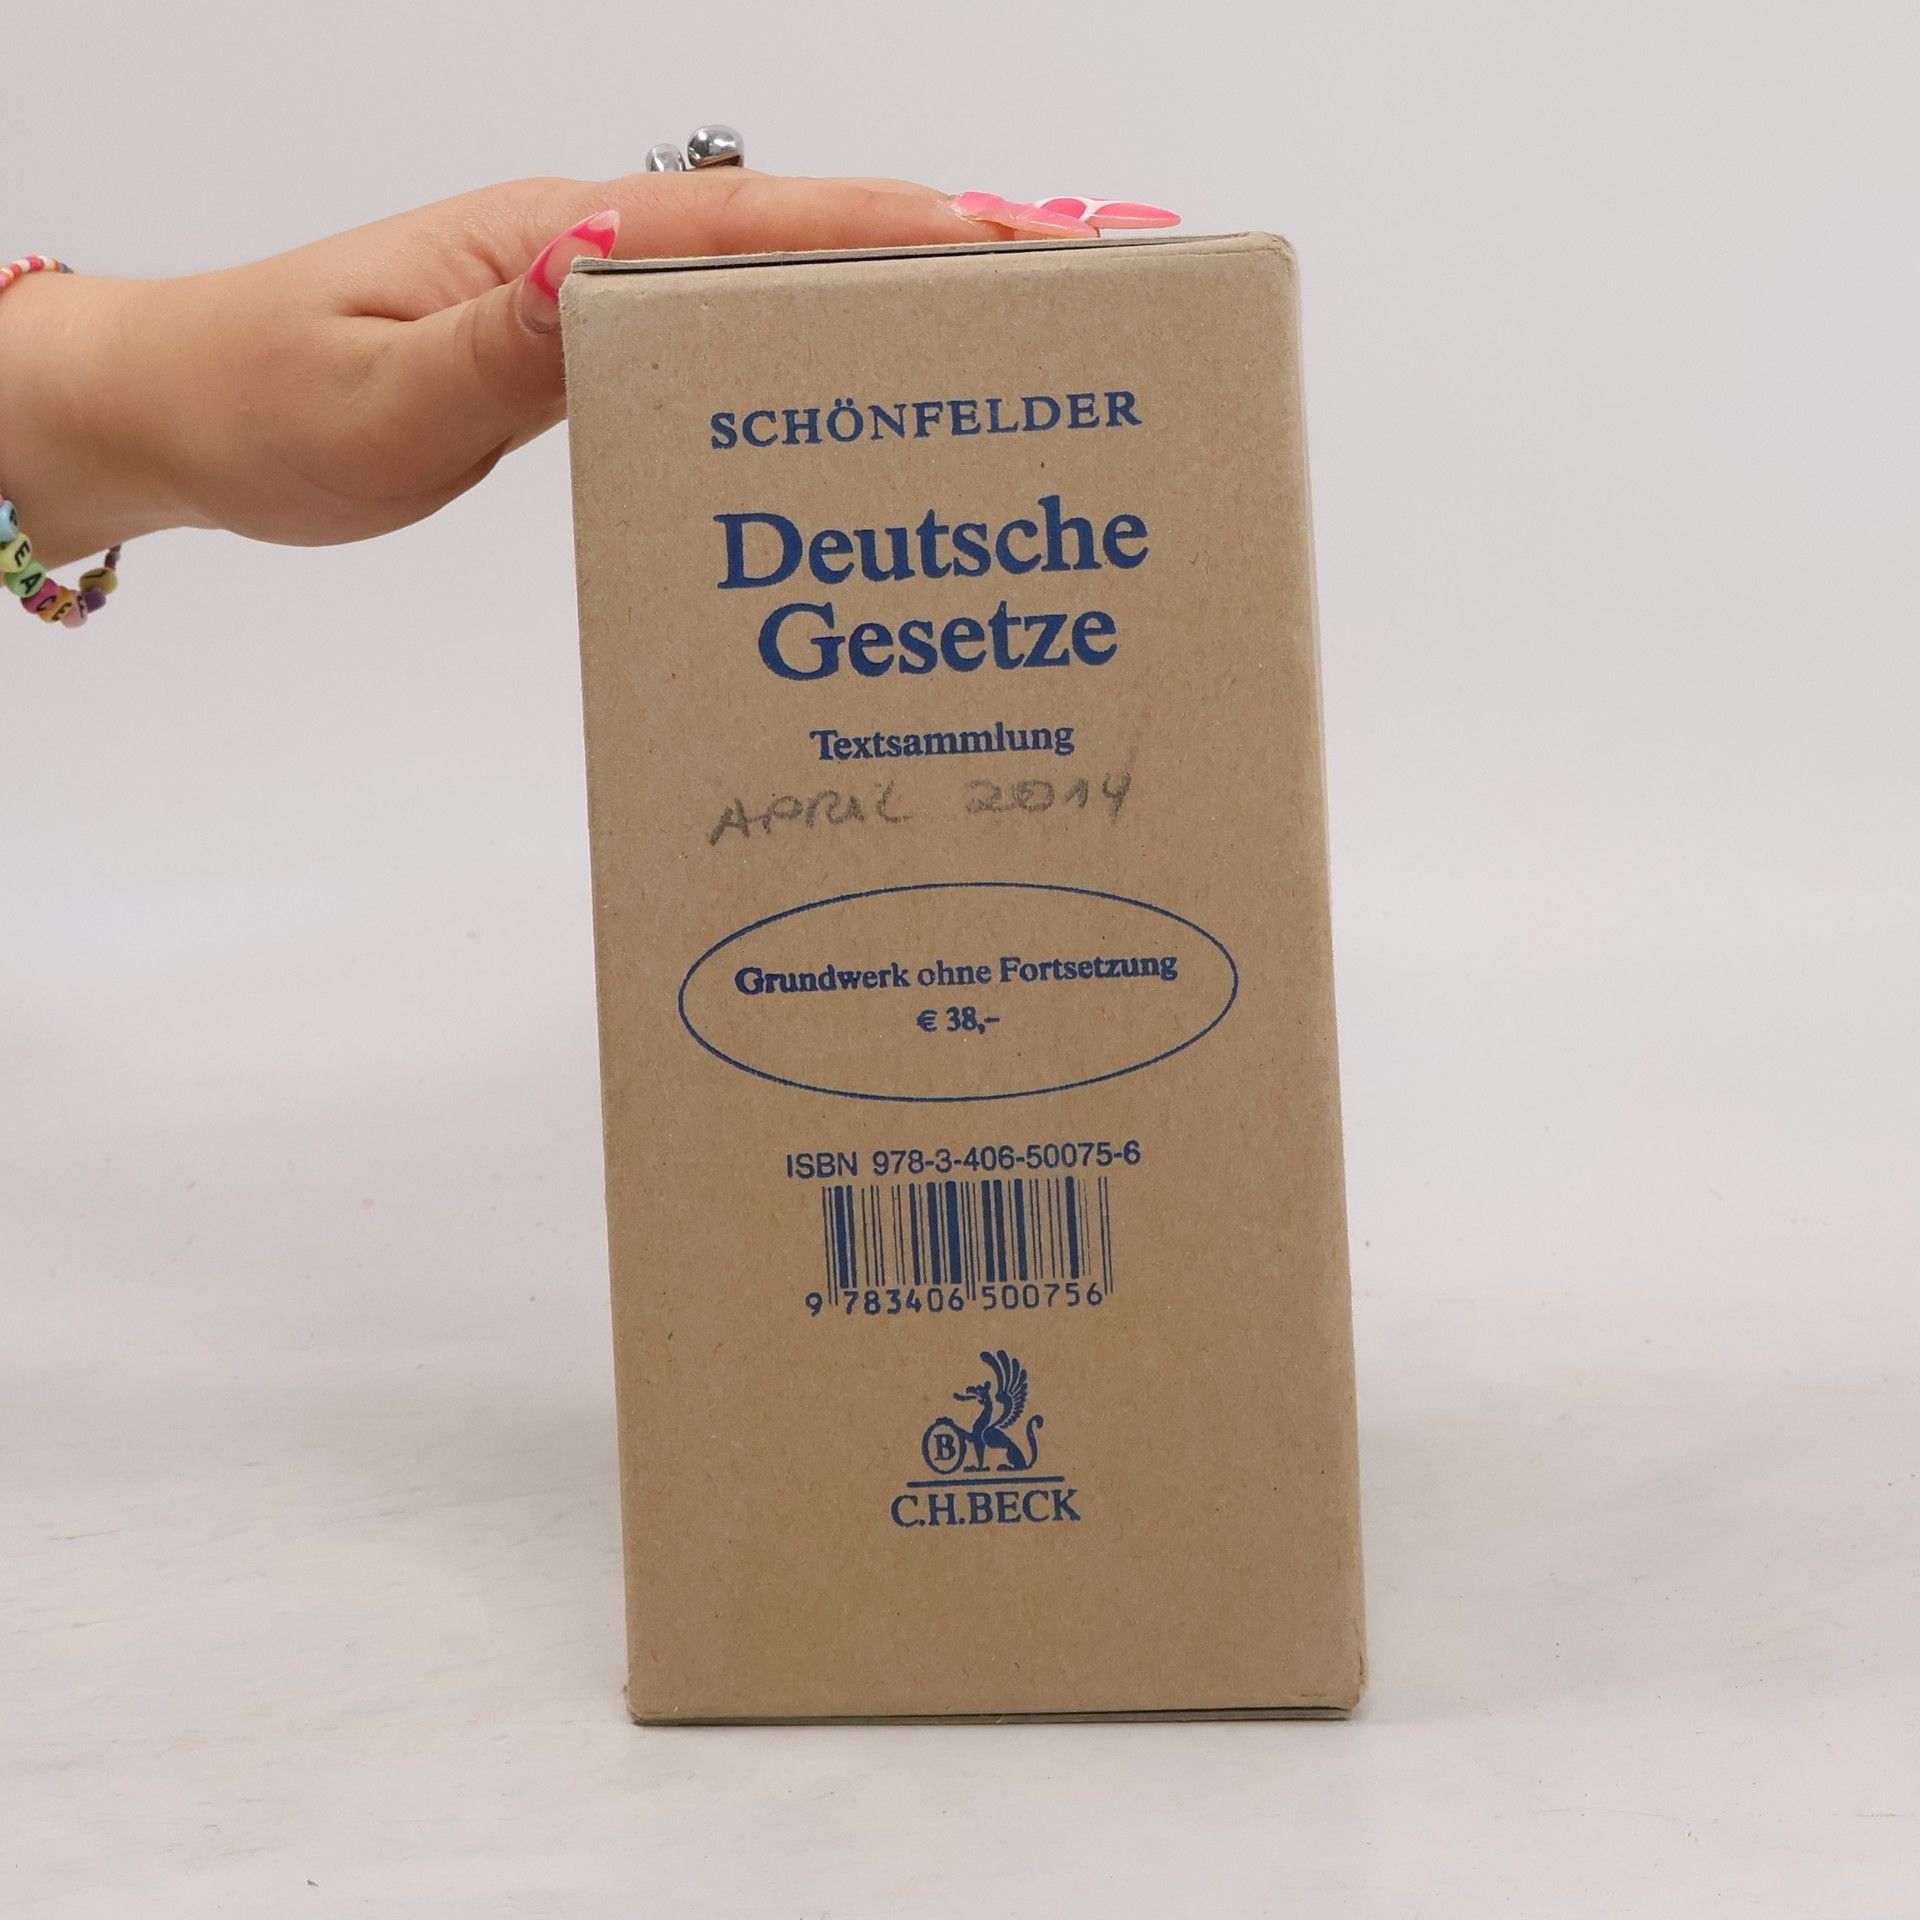 SCHÖNFELDER
Deutsche
Gesetze
Textsammlung
APRIL 2014
Grundwerk ohne Fortsetzung
€ 38,-
ISBN 978-3-406-50075-6
9 783406 500756
B
C.H.BECK